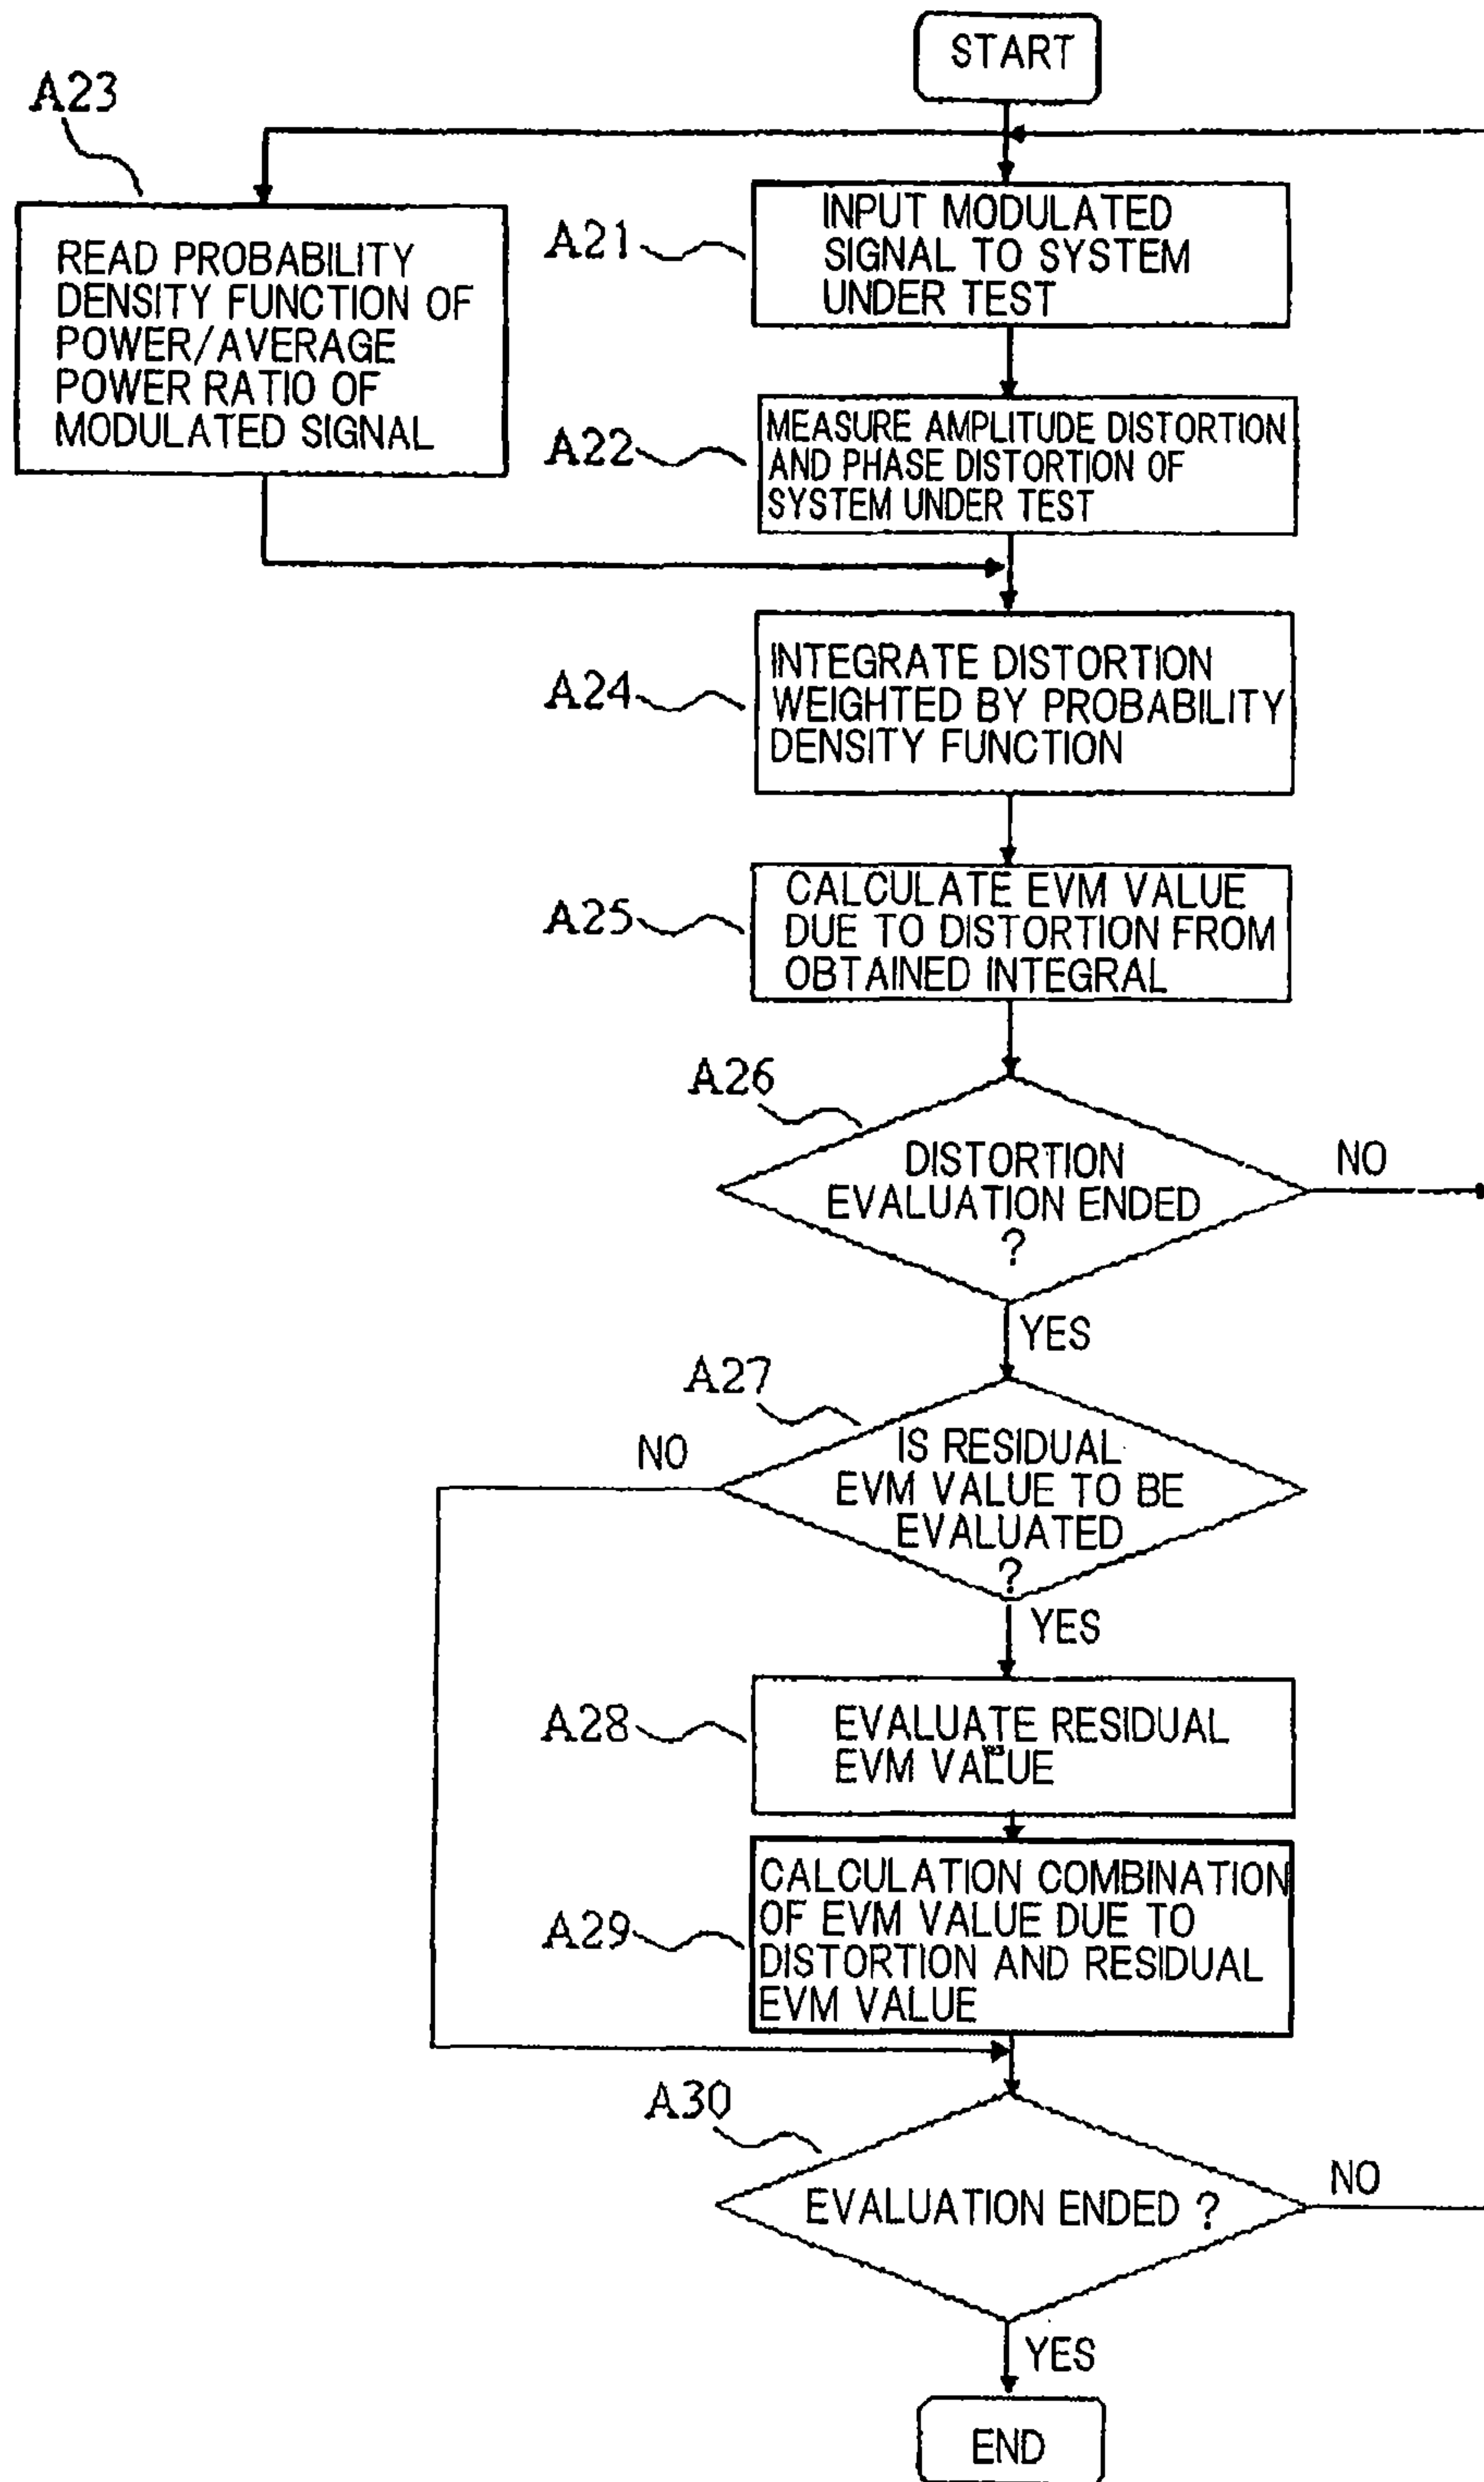 START
A23
READ PROBABILITY
DENSITY FUNCTION OF
POWER/AVERAGE
POWER RATIO OF
MODULATED SIGNAL
A21
INPUT MODULATED
SIGNAL TO SYSTEM
UNDER TEST
A22
MEASURE AMPLITUDE DISTORTION
AND PHASE DISTORTION OF
SYSTEM UNDER TEST
A24
INTEGRATE DISTORTION
WEIGHTED BY PROBABILITY
DENSITY FUNCTION
A25
CALCULATE EVM VALUE
DUE TO DISTORTION FROM
OBTAINED INTEGRAL
A26
DISTORTION
EVALUATION ENDED
?
NO
YES
A27
NO
IS RESIDUAL
EVM VALUE TO BE
EVALUATED
?
YES
A28
EVALUATE RESIDUAL
EVM VALUE
A29
CALCULATION COMBINATION
OF EVM VALUE DUE TO
DISTORTION AND RESIDUAL
EVM VALUE
A30
EVALUATION ENDED ?
NO
YES
END